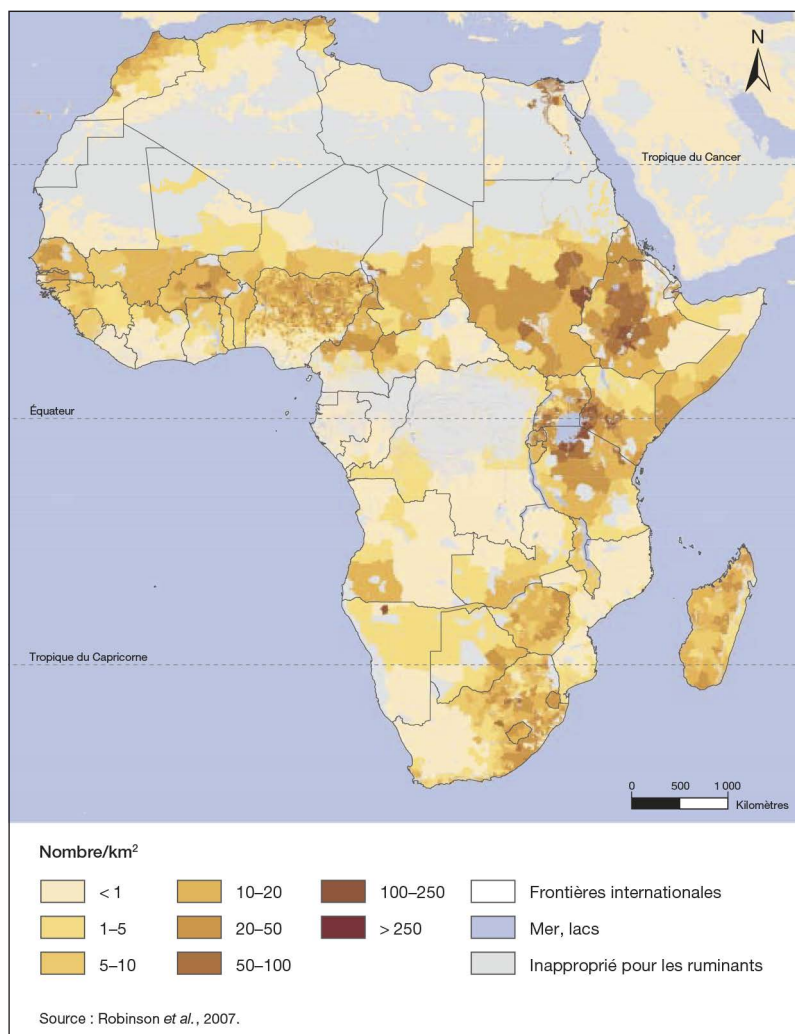 N
Tropique du Cancer
Équateur
Tropique du Capricorne
0 500 1 000
Kilomètres
Nombre/km²
< 1
1–5
5–10
10–20
20–50
50–100
100–250
> 250
Frontières internationales
Mer, lacs
Inapproprié pour les ruminants
Source : Robinson et al., 2007.